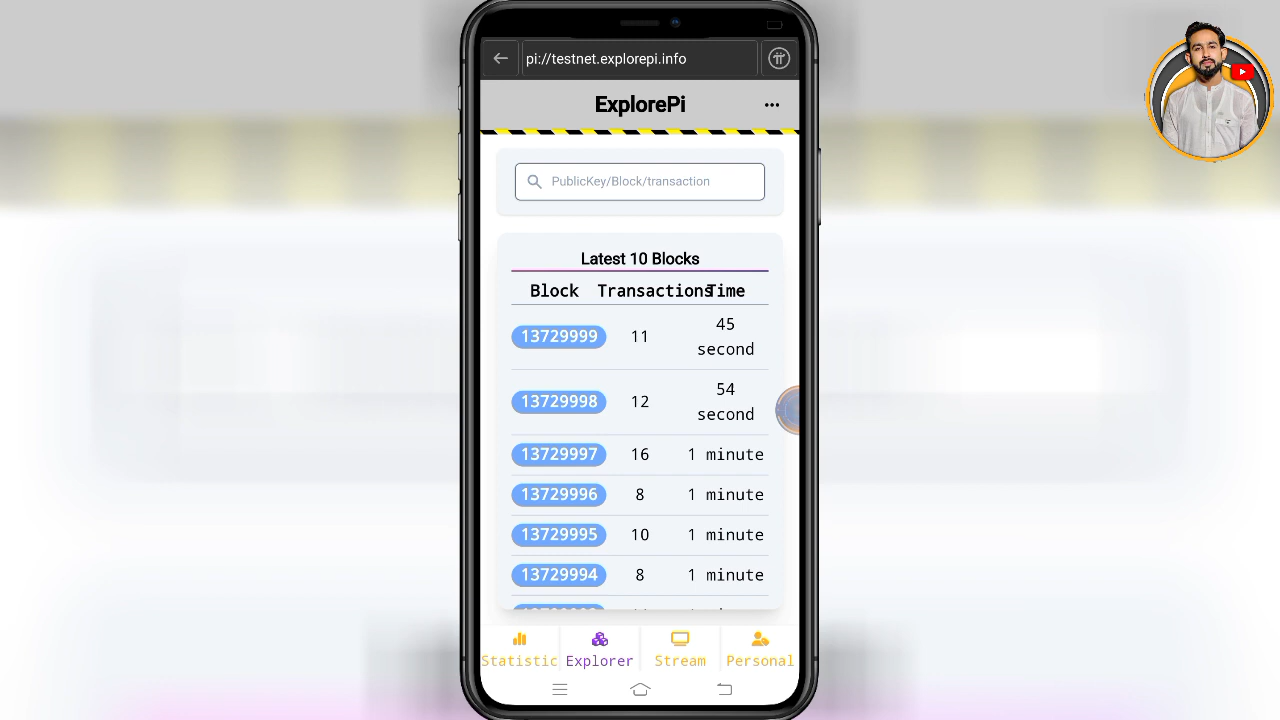 pi://testnet.explorepi.info
ExplorePi
PublicKey/Block/transaction
Latest 10 Blocks
Block Transactions Time
13729999 11 45 second
13729998 12 54 second
13729997 16 1 minute
13729996 8 1 minute
13729995 10 1 minute
13729994 8 1 minute
Statistic Explorer Stream Personal